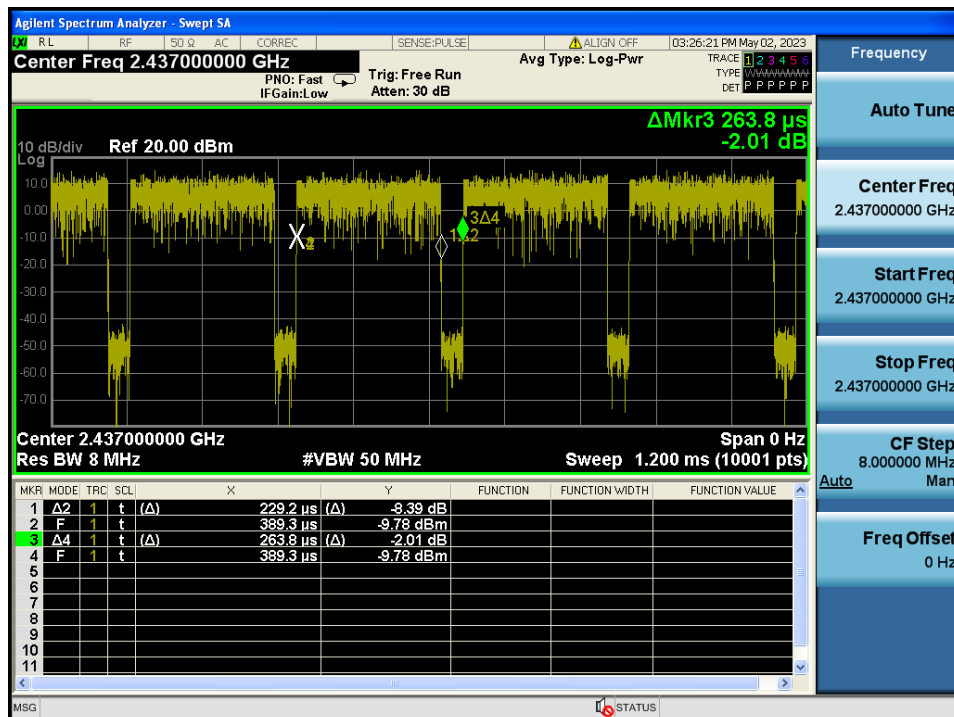 Agilent Spectrum Analyzer - Swept SA
LXI RL RF 50 Ω AC CORREC SENSE:PULSE ALIGN OFF 03:26:21 PM May 02, 2023
Center Freq 2.437000000 GHz
PNO: Fast
IFGain:Low
Trig: Free Run
Atten: 30 dB
Avg Type: Log-Pwr
TRACE 1 2 3 4 5 6
TYPE WWWWWW
DET P P P P P P
ΔMkr3 263.8 µs
-2.01 dB
10 dB/div Ref 20.00 dBm
Log
10.0
0.00
-10.0
-20.0
-30.0
-40.0
-50.0
-60.0
-70.0
X
3Δ4
1Δ2
Center 2.437000000 GHz Span 0 Hz
Res BW 8 MHz #VBW 50 MHz Sweep 1.200 ms (10001 pts)
MKR MODE TRC SCL X Y FUNCTION FUNCTION WIDTH FUNCTION VALUE
1 Δ2 1 t (Δ) 229.2 µs (Δ) -8.39 dB
2 F 1 t 389.3 µs -9.78 dBm
3 Δ4 1 t (Δ) 263.8 µs (Δ) -2.01 dB
4 F 1 t 389.3 µs -9.78 dBm
5
6
7
8
9
10
11
MSG STATUS
Frequency
Auto Tune
Center Freq
2.437000000 GHz
Start Freq
2.437000000 GHz
Stop Freq
2.437000000 GHz
CF Step
8.000000 MHz
Auto Man
Freq Offset
0 Hz